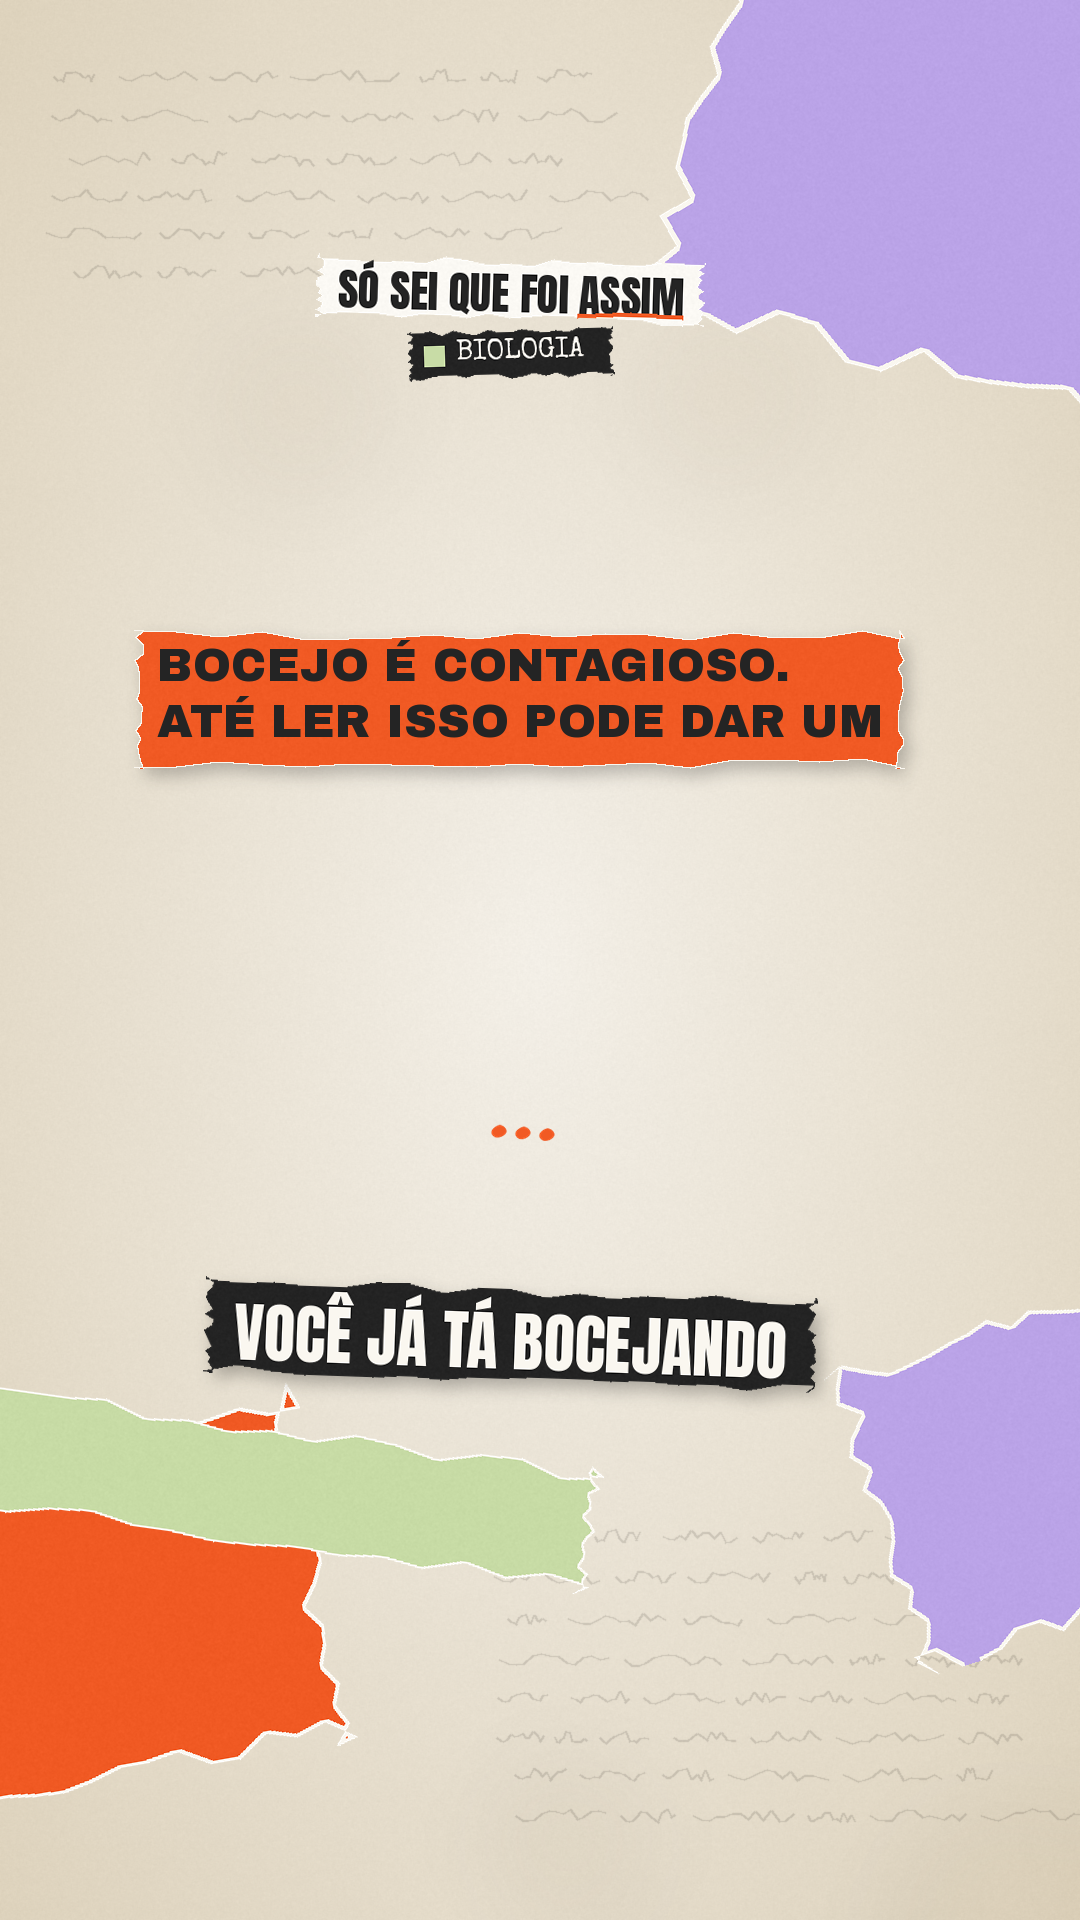 SÓ SEI QUE FOI ASSIM
BIOLOGIA
BOCEJO É CONTAGIOSO.
ATÉ LER ISSO PODE DAR UM
...
VOCÊ JÁ TÁ BOCEJANDO